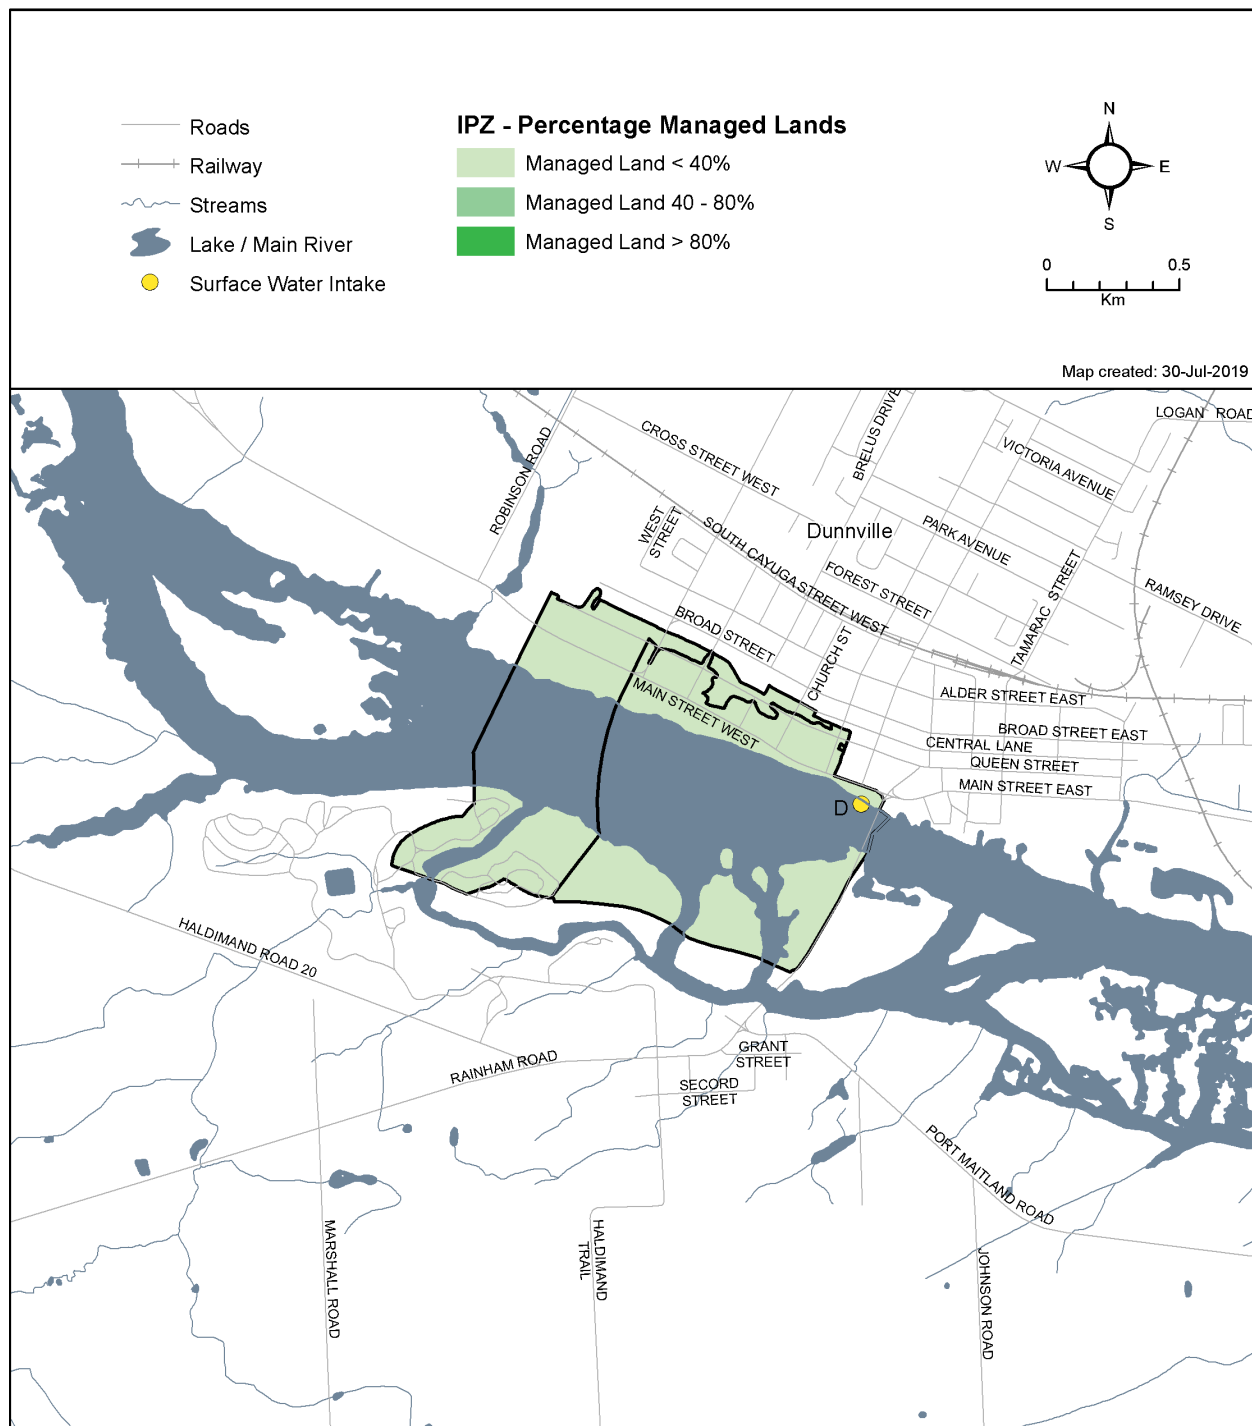 Roads
Railway
Streams
Lake / Main River
Surface Water Intake
IPZ - Percentage Managed Lands
Managed Land < 40%
Managed Land 40 - 80%
Managed Land > 80%
N
W
E
S
0
0.5
Km
Map created: 30-Jul-2019
LOGAN ROAD
CROSS STREET WEST
BRELUS DRIVE
VICTORIA AVENUE
ROBINSON ROAD
WEST
STREET
SOUTH CAYUGA STREET WEST
Dunnville
PARK AVENUE
FOREST STREET
TAMARAC STREET
RAMSEY DRIVE
BROAD STREET
CHURCH ST
MAIN STREET WEST
ALDER STREET EAST
BROAD STREET EAST
CENTRAL LANE
QUEEN STREET
MAIN STREET EAST
D
HALDIMAND ROAD 20
RAINHAM ROAD
GRANT
STREET
SECORD
STREET
PORT MAITLAND ROAD
MARSHALL ROAD
HALDIMAND
TRAIL
JOHNSON ROAD